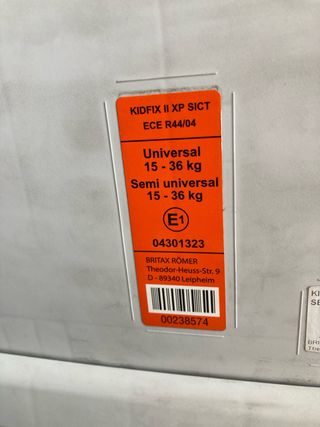 KIDFIX II XP SICT
ECE R44/04
Universal
15 - 36 kg
Semi universal
15 - 36 kg
E1
04301323
BRITAX RÖMER
Theodor-Heuss-Str. 9
D - 89340 Leipheim
00238574